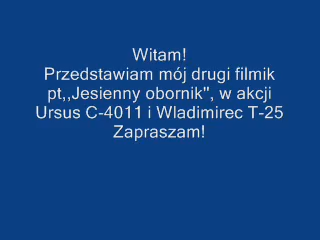 Witam!
Przedstawiam mój drugi filmik
pt,,Jesienny obornik", w akcji
Ursus C-4011 i Wladimirec T-25
Zapraszam!